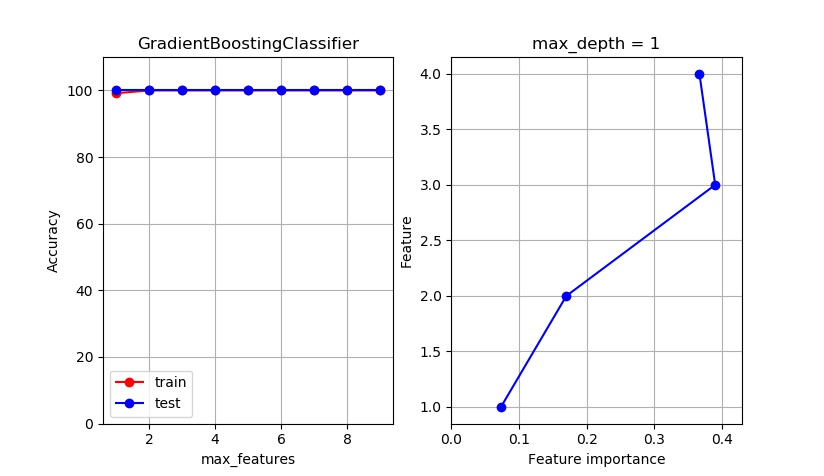 GradientBoostingClassifier
Accuracy
100
80
60
40
20
0
2
4
6
8
max_features
train
test
max_depth = 1
Feature
4.0
3.5
3.0
2.5
2.0
1.5
1.0
0.0
0.1
0.2
0.3
0.4
Feature importance